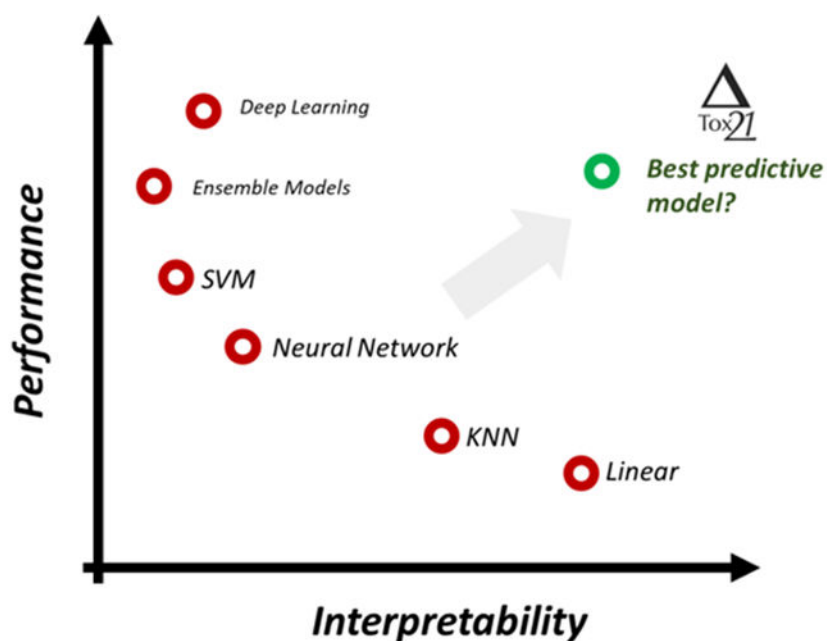 Deep Learning
Tox21
Ensemble Models
Best predictive
model?
SVM
Neural Network
KNN
Linear
Performance
Interpretability